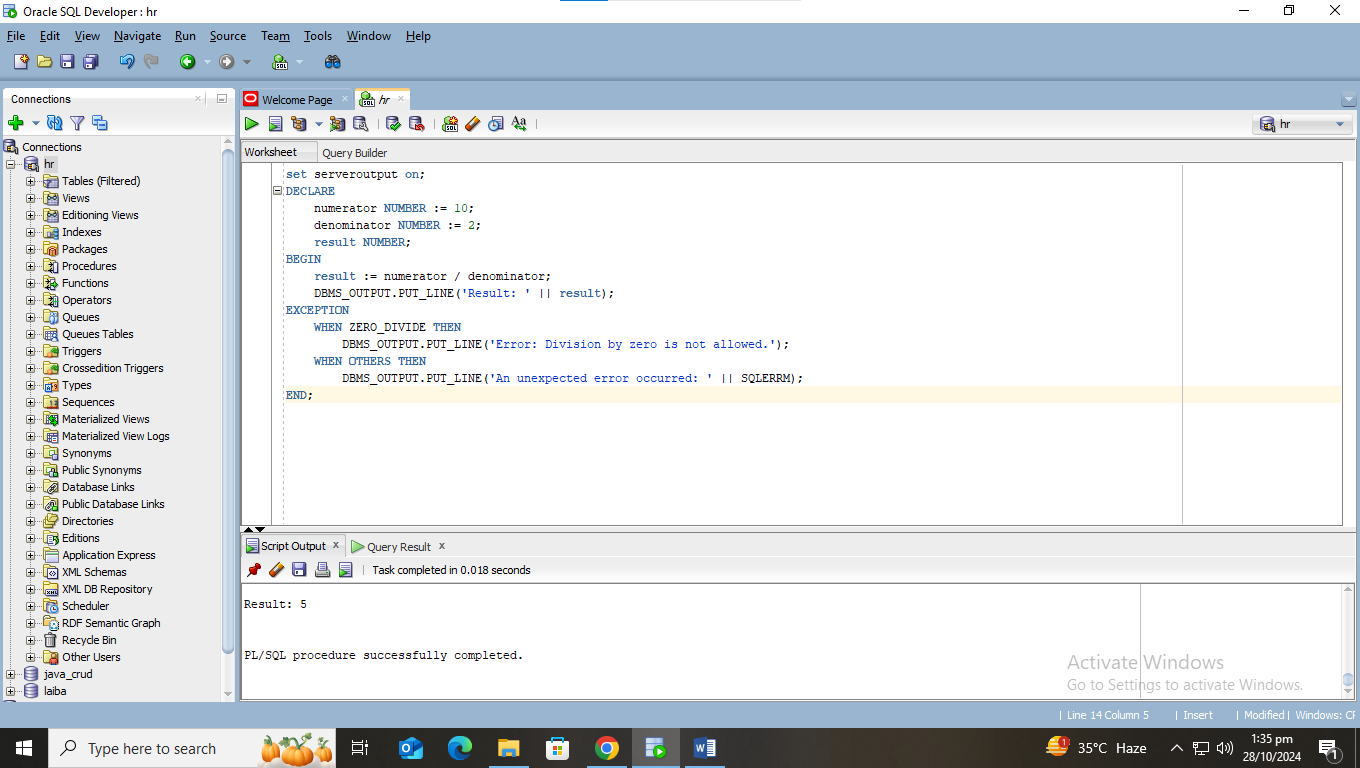 Oracle SQL Developer : hr
File Edit View Navigate Run Source Team Tools Window Help
Connections
Connections
hr
Tables (Filtered)
Views
Editioning Views
Indexes
Packages
Procedures
Functions
Operators
Queues
Queues Tables
Triggers
Crossedition Triggers
Types
Sequences
Materialized Views
Materialized View Logs
Synonyms
Public Synonyms
Database Links
Public Database Links
Directories
Editions
Application Express
XML Schemas
XML DB Repository
Scheduler
RDF Semantic Graph
Recycle Bin
Other Users
java_crud
laiba
Welcome Page hr
hr
Worksheet Query Builder
set serveroutput on;
DECLARE
numerator NUMBER := 10;
denominator NUMBER := 2;
result NUMBER;
BEGIN
result := numerator / denominator;
DBMS_OUTPUT.PUT_LINE('Result: ' || result);
EXCEPTION
WHEN ZERO_DIVIDE THEN
DBMS_OUTPUT.PUT_LINE('Error: Division by zero is not allowed.');
WHEN OTHERS THEN
DBMS_OUTPUT.PUT_LINE('An unexpected error occurred: ' || SQLERRM);
END;
Script Output x Query Result x
Task completed in 0.018 seconds
Result: 5
PL/SQL procedure successfully completed.
Activate Windows
Go to Settings to activate Windows.
| Line 14 Column 5 | Insert | Modified | Windows: CF
Type here to search
35°C Haze
1:35 pm
28/10/2024
1